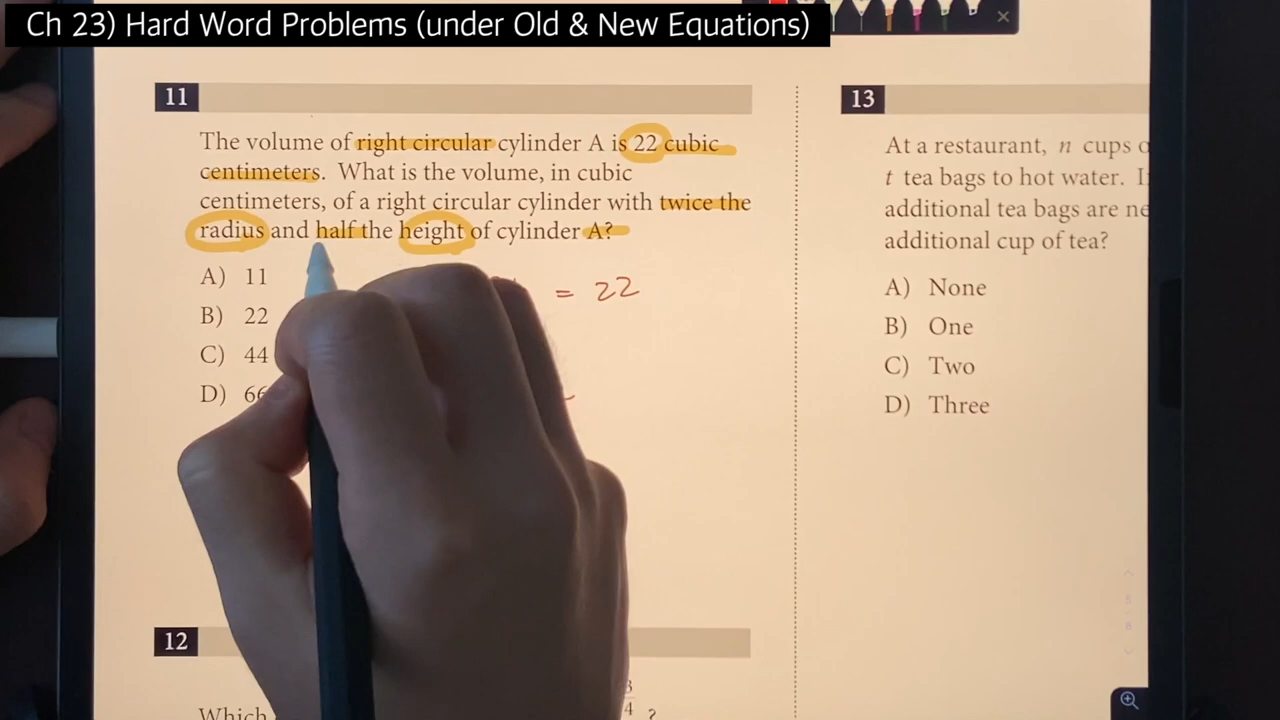 Ch 23) Hard Word Problems (under Old & New Equations)
11
The volume of right circular cylinder A is 22 cubic
centimeters. What is the volume, in cubic
centimeters, of a right circular cylinder with twice the
radius and half the height of cylinder A?
A) 11
B) 22
C) 44
D) 66
= 22
12
Which
3
4
?
13
At a restaurant, n cups
t tea bags to hot water.
additional tea bags are
additional cup of tea?
A) None
B) One
C) Two
D) Three